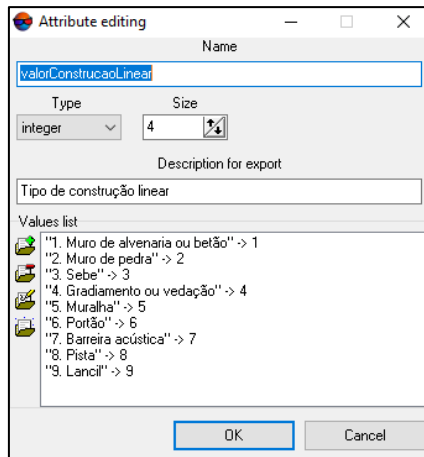 Attribute editing
Name
valorConstrucaoLinear
Type Size
integer 4
Description for export
Tipo de construção linear
Values list
"1. Muro de alvenaria ou betão" -> 1
"2. Muro de pedra" -> 2
"3. Sebe" -> 3
"4. Gradiamento ou vedação" -> 4
"5. Muralha" -> 5
"6. Portão" -> 6
"7. Barreira acústica" -> 7
"8. Pista" -> 8
"9. Lancil" -> 9
OK Cancel